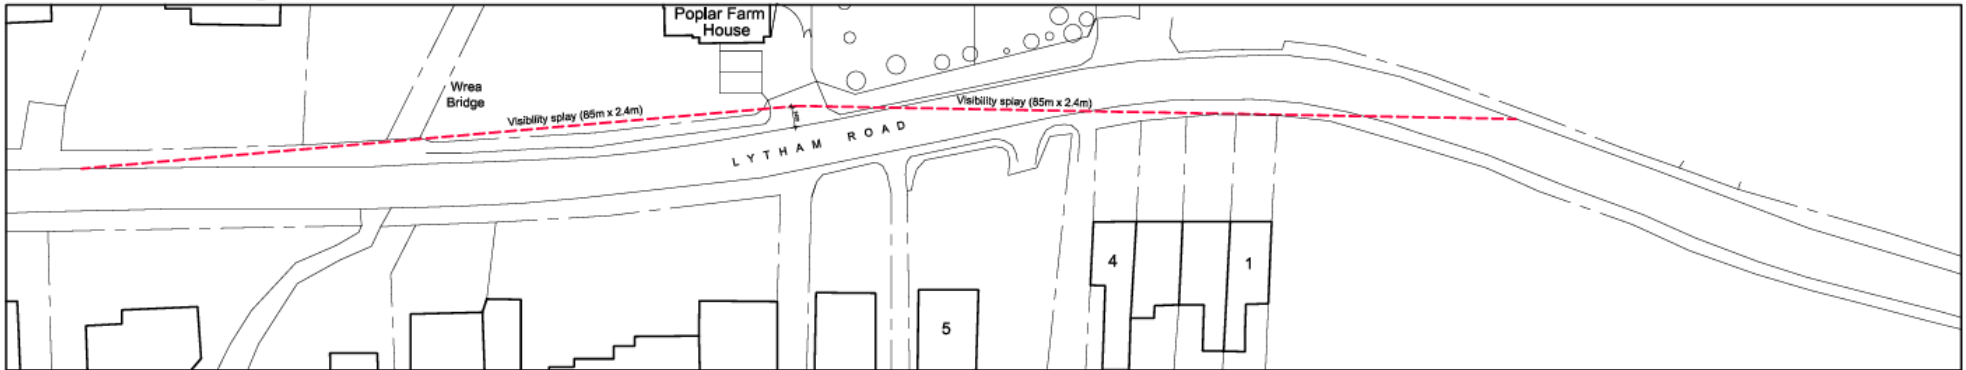 Poplar Farm
House
Wrea
Bridge
Visibility splay (85m x 2.4m)
Visibility splay (85m x 2.4m)
LYTHAM ROAD
4
1
5